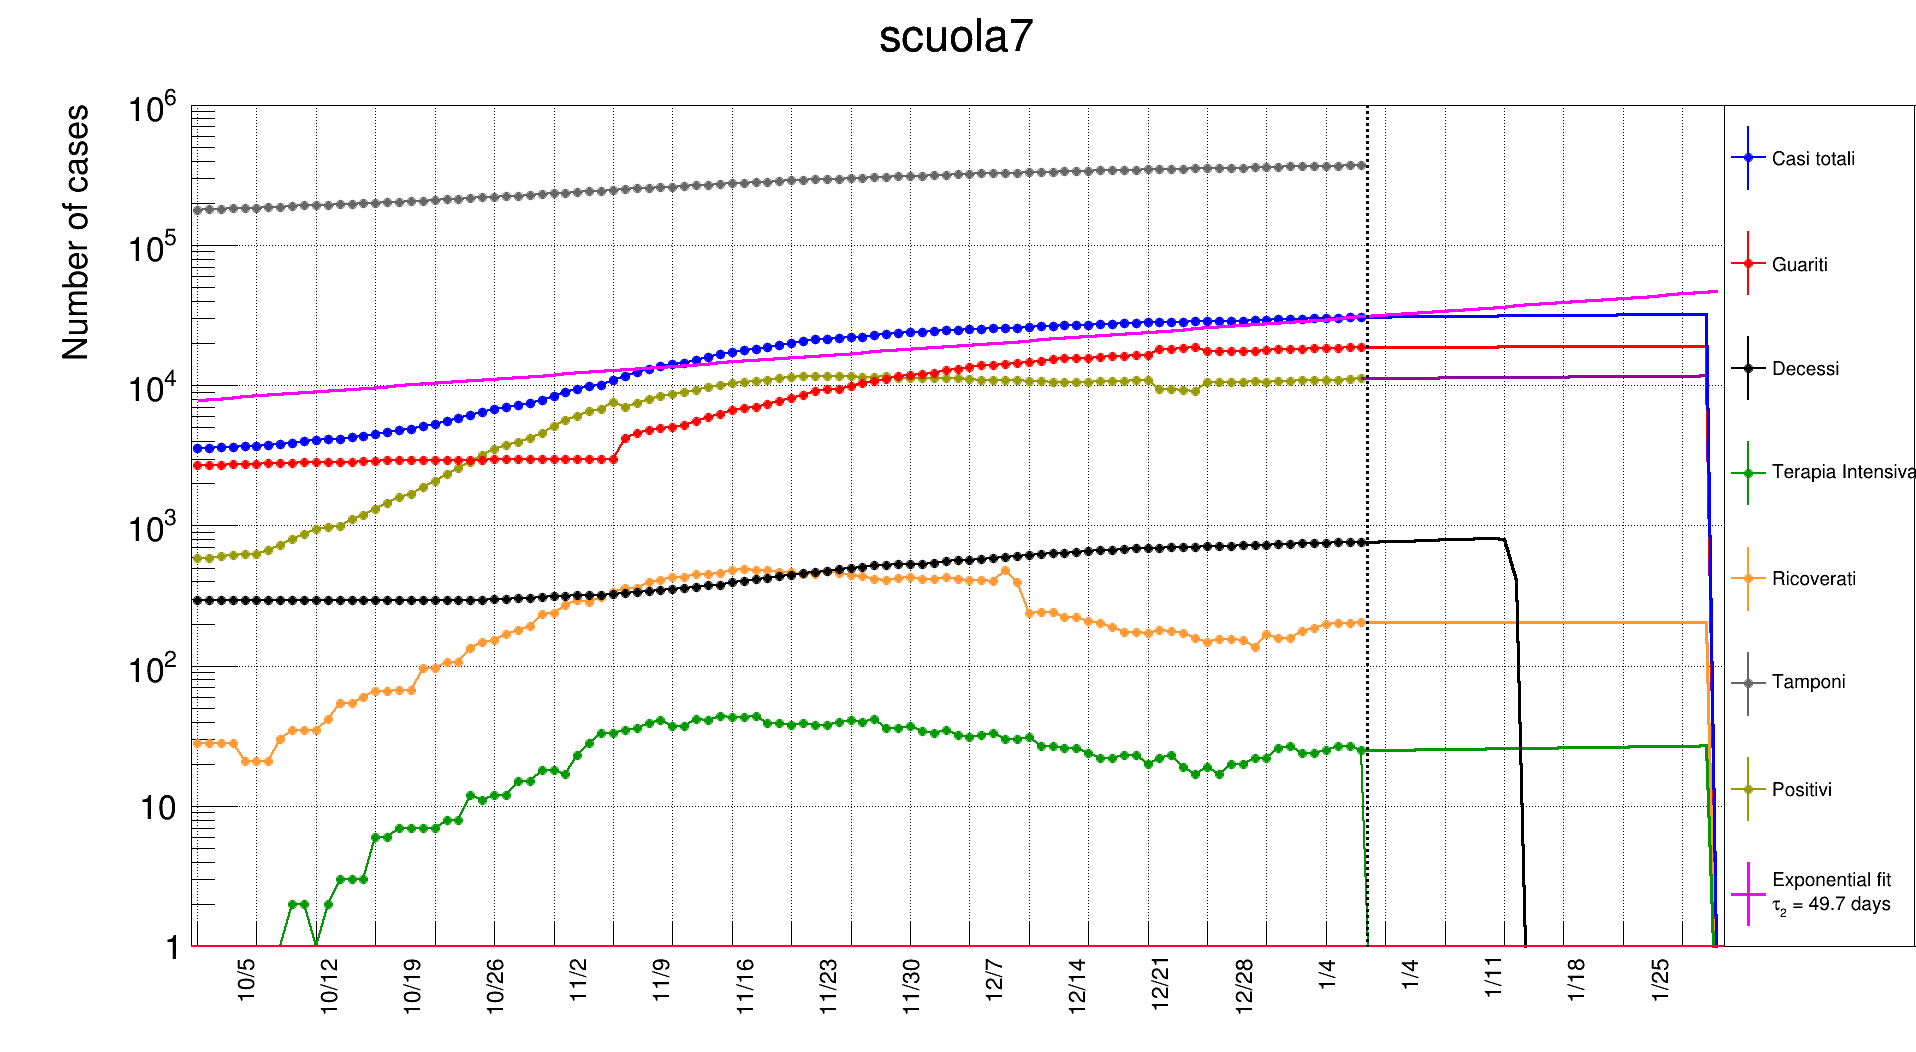 scuola7
Number of cases
10^6
10^5
10^4
10^3
10^2
10
1
10/5
10/12
10/19
10/26
11/2
11/9
11/16
11/23
11/30
12/7
12/14
12/21
12/28
1/4
1/4
1/11
1/18
1/25
Casi totali
Guariti
Decessi
Terapia Intensiva
Ricoverati
Tamponi
Positivi
Exponential fit
τ₂ = 49.7 days